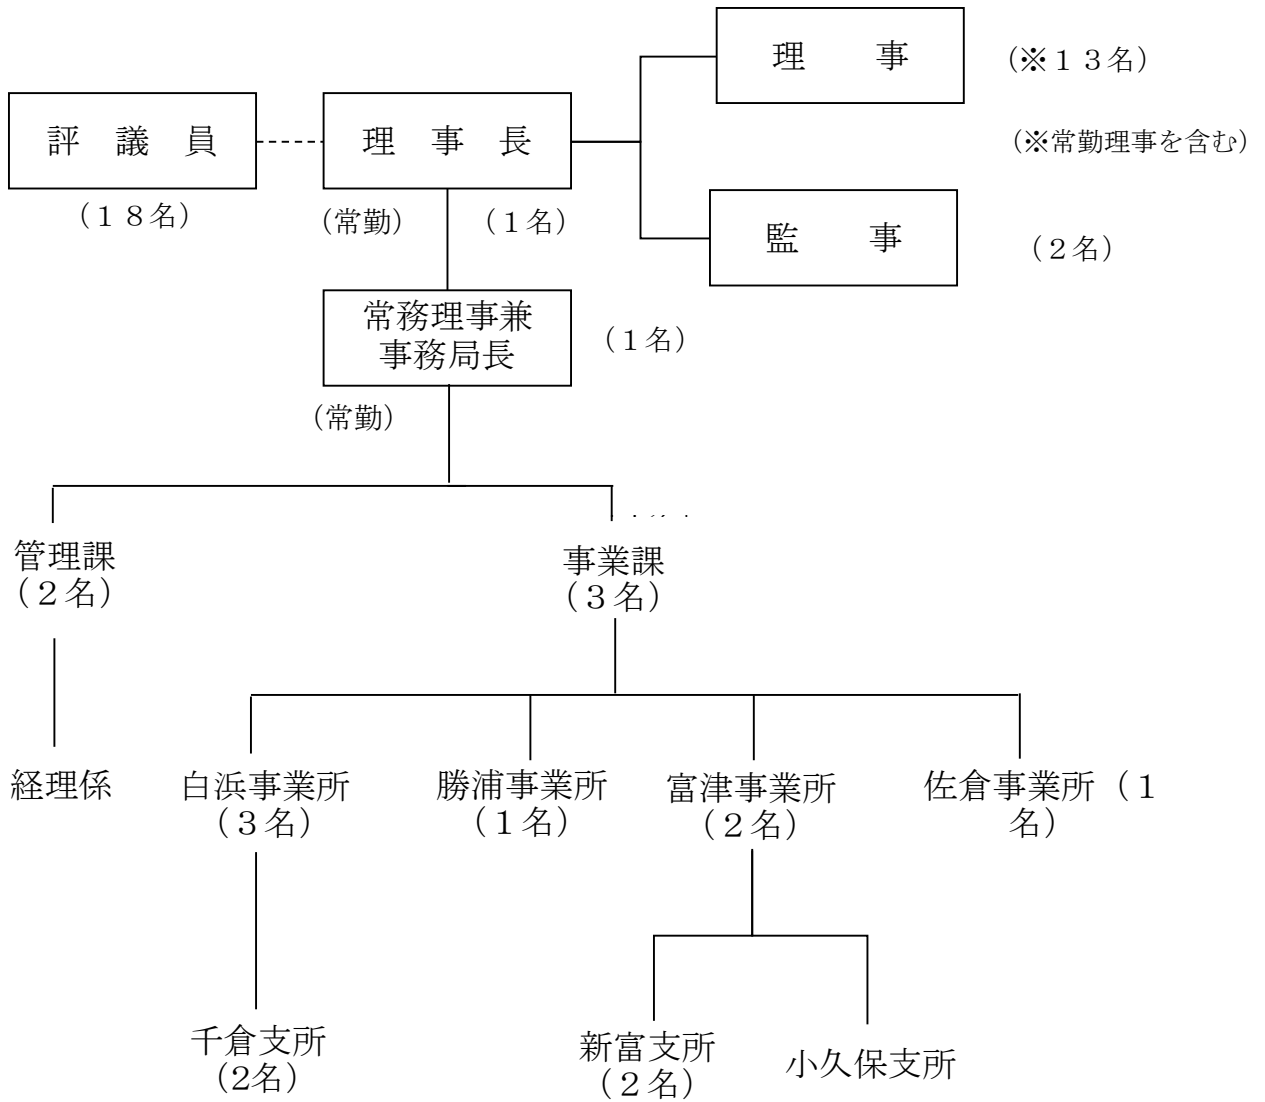 理　　事
（※１３名）
評　議　員
理　事　長
（※常勤理事を含む）
（１８名）
（常勤）
（１名）
監　　事
（２名）
常務理事兼
事務局長
（１名）
（常勤）
管理課
（２名）
事業課
（３名）
経理係
白浜事業所
（３名）
勝浦事業所
（１名）
富津事業所
（２名）
佐倉事業所（１
名）
千倉支所
（2名）
新富支所
（２名）
小久保支所